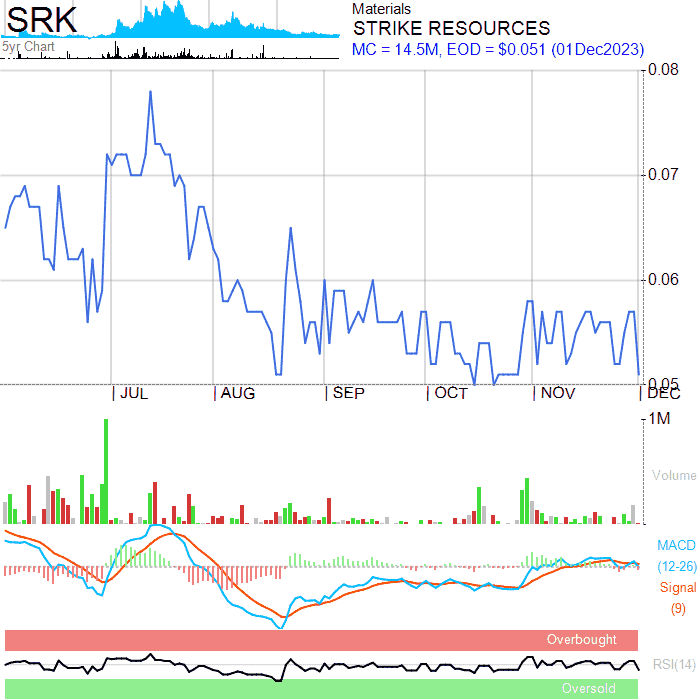 SRK
5yr Chart
Materials
STRIKE RESOURCES
MC = 14.5M, EOD = $0.051 (01Dec2023)
0.08
0.07
0.06
0.05
JUL AUG SEP OCT NOV DEC
1M
Volume
MACD
(12-26)
Signal
(9)
Overbought
RSI(14)
Oversold